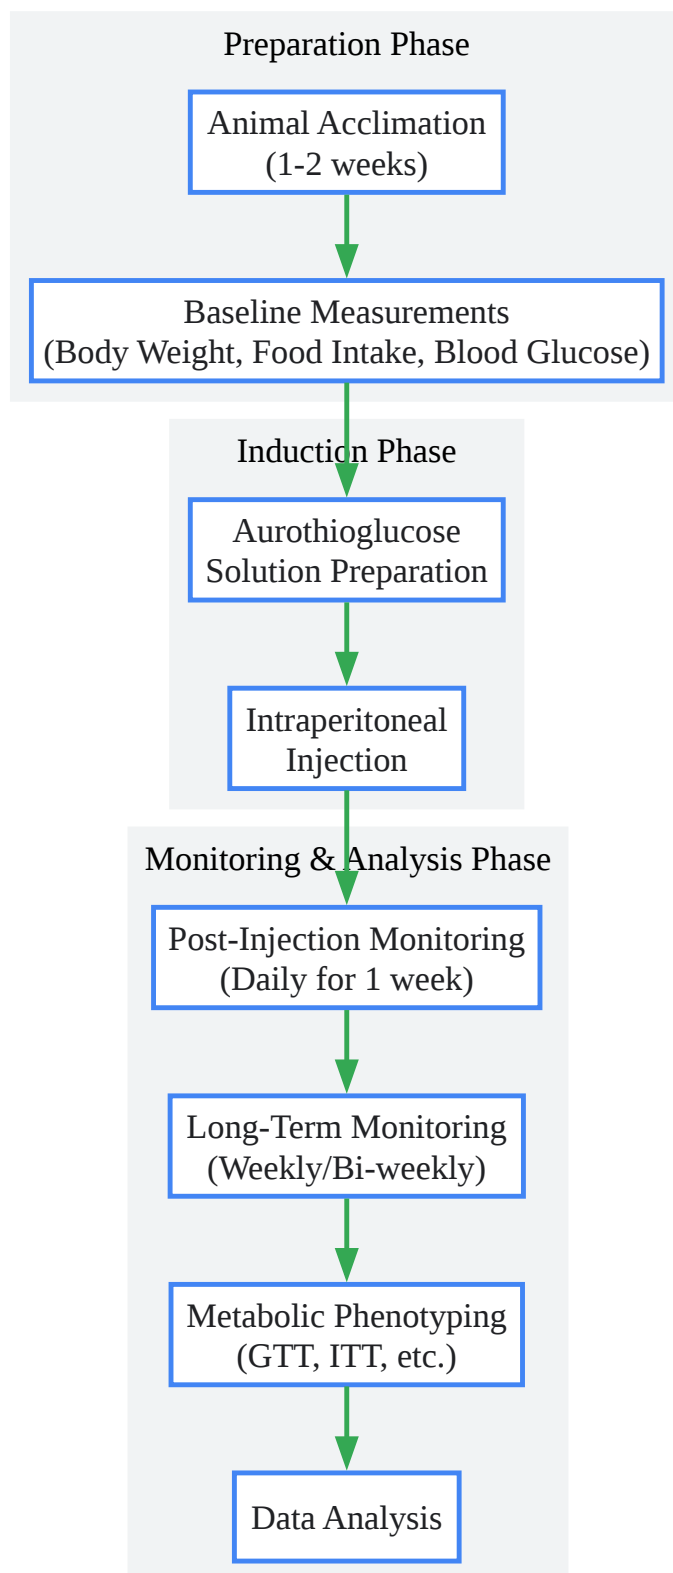 Preparation Phase
Animal Acclimation
(1-2 weeks)
Baseline Measurements
(Body Weight, Food Intake, Blood Glucose)
Induction Phase
Aurothioglucose
Solution Preparation
Intraperitoneal
Injection
Monitoring & Analysis Phase
Post-Injection Monitoring
(Daily for 1 week)
Long-Term Monitoring
(Weekly/Bi-weekly)
Metabolic Phenotyping
(GTT, ITT, etc.)
Data Analysis